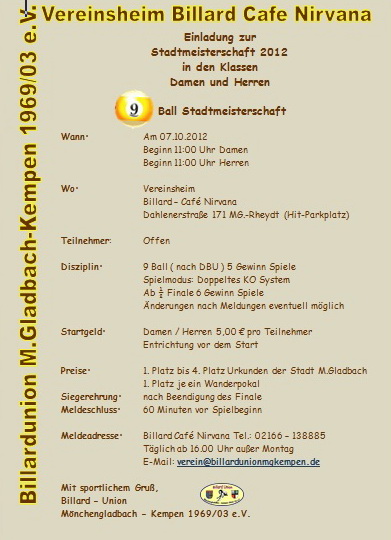 Vereinsheim Billard Cafe Nirvana
Billardunion M.Gladbach-Kempen 1969/03 e.V.
Einladung zur
Stadtmeisterschaft 2012
in den Klassen
Damen und Herren
9 Ball Stadtmeisterschaft
Wann: Am 07.10.2012
Beginn 11:00 Uhr Damen
Beginn 11:00 Uhr Herren
Wo: Vereinsheim
Billard – Café Nirvana
Dahlenerstraße 171 MG.-Rheydt (Hit-Parkplatz)
Teilnehmer: Offen
Disziplin: 9 Ball ( nach DBU ) 5 Gewinn Spiele
Spielmodus: Doppeltes KO System
Ab ½ Finale 6 Gewinn Spiele
Änderungen nach Meldungen eventuell möglich
Startgeld: Damen / Herren 5,00 € pro Teilnehmer
Entrichtung vor dem Start
Preise: 1. Platz bis 4. Platz Urkunden der Stadt M.Gladbach
1. Platz je ein Wanderpokal
Siegerehrung: nach Beendigung des Finale
Meldeschluss: 60 Minuten vor Spielbeginn
Meldeadresse: Billard Café Nirvana Tel.: 02166 – 138885
Täglich ab 16.00 Uhr außer Montag
E-Mail: verein@billardunionmgkempen.de
Mit sportlichem Gruß,
Billard – Union
Mönchengladbach – Kempen 1969/03 e.V.